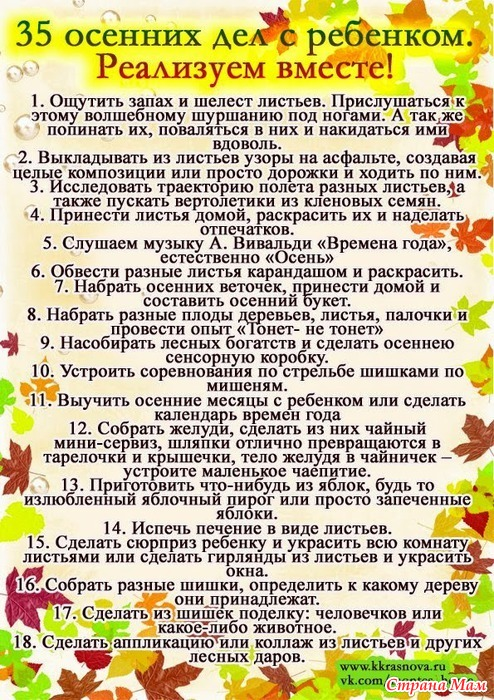 35 осенних дел с ребенком.
Реализуем вместе!
1. Ощутить запах и шелест листьев. Прислушаться к
этому волшебному шуршанию под ногами. А так же
попинать их, поваляться в них и накидаться ими
вдоволь.
2. Выкладывать из листьев узоры на асфальте, создавая
целые композиции или просто дорожки и ходить по ним.
3. Исследовать траекторию полета разных листьев, а
также пускать вертолетики из кленовых семян.
4. Принести листья домой, раскрасить их и наделать
отпечатков.
5. Слушаем музыку А. Вивальди «Времена года»,
естественно «Осень»
6. Обвести разные листья карандашом и раскрасить.
7. Набрать осенних веточек, принести домой и
составить осенний букет.
8. Набрать разные плоды деревьев, листья, палочки и
провести опыт «Тонет- не тонет»
9. Насобирать лесных богатств и сделать осеннею
сенсорную коробку.
10. Устроить соревнования по стрельбе шишками по
мишеням.
11. Выучить осенние месяцы с ребенком или сделать
календарь времен года
12. Собрать желуди, сделать из них чайный
мини-сервиз, шляпки отлично превращаются в
тарелочки и крышечки, тело желудя в чайничек –
устроите маленькое чаепитие.
13. Приготовить что-нибудь из яблок, будь то
излюбленный яблочный пирог или просто запеченные
яблоки.
14. Испечь печение в виде листьев.
15. Сделать сюрприз ребенку и украсить всю комнату
листьями или сделать гирлянды из листьев и украсить
окна.
16. Собрать разные шишки, определить к какому дереву
они принадлежат.
17. Сделать из шишек поделку: человечков или
какое-либо животное.
18. Сделать аппликацию или коллаж из листьев и других
лесных даров.
www.kkrasnova.ru
Страна Мам